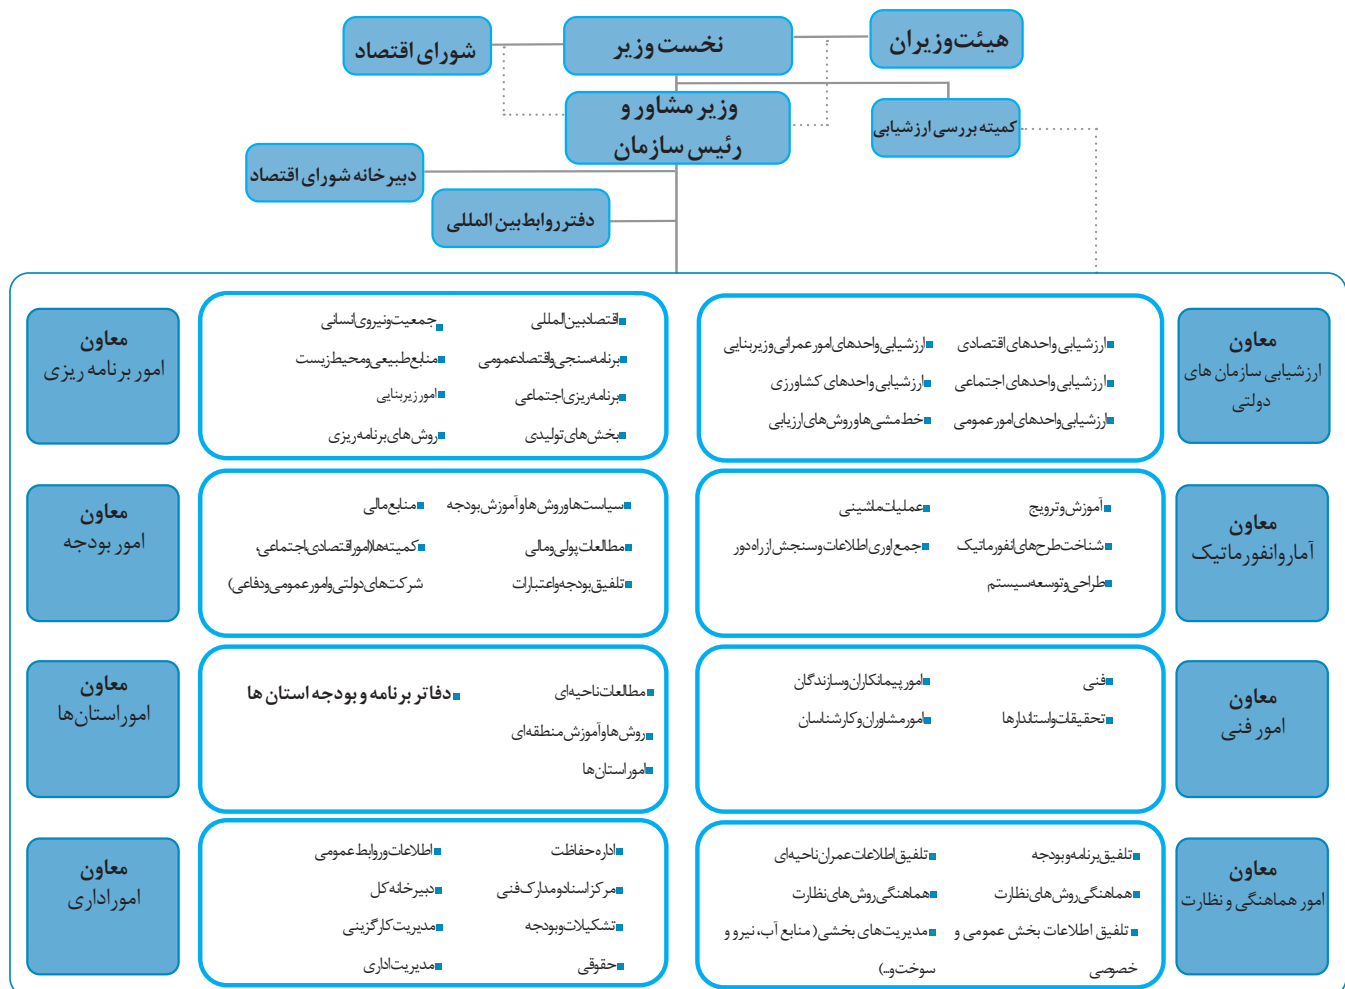 هیئت وزیران
نخست وزیر
شورای اقتصاد
وزیر مشاور و
رئیس سازمان
کمیته بررسی ارزشیابی
دبیرخانه شورای اقتصاد
دفتر روابط بین المللی
معاون
ارزشیابی سازمان های
دولتی
ارزشیابی واحدهای اقتصادی
ارزشیابی واحدهای اجتماعی
ارزشیابی واحدهای امور عمومی
ارزشیابی واحدهای امور عمرانی و زیربنایی
ارزشیابی واحدهای کشاورزی
خط مشی ها و روش های ارزیابی
اقتصاد بین المللی
برنامه سنجی و اقتصاد عمومی
برنامه ریزی اجتماعی
بخش های تولیدی
جمعیت و نیروی انسانی
منابع طبیعی و محیط زیست
امور زیربنایی
روش های برنامه ریزی
معاون
امور برنامه ریزی
معاون
آمار و انفورماتیک
آموزش و ترویج
شناخت طرح های انفورماتیک
طراحی و توسعه سیستم
عملیات ماشینی
جمع اوری اطلاعات و سنجش از راه دور
سیاست ها و روش ها و آموزش بودجه
مطالعات پولی و مالی
تلفیق بودجه و اعتبارات
منابع مالی
کمیته ها (امور اقتصادی، اجتماعی،
شرکت های دولتی و امور عمومی و دفاعی)
معاون
امور بودجه
معاون
امور فنی
فنی
تحقیقات و استاندارها
امور پیمانکاران و سازندگان
امور مشاوران و کارشناسان
مطالعات ناحیه ای
روش ها و آموزش منطقه ای
امور استان ها
دفاتر برنامه و بودجه استان ها
معاون
امور استان ها
معاون
امور هماهنگی و نظارت
تلفیق برنامه و بودجه
هماهنگی روش های نظارت
تلفیق اطلاعات بخش عمومی و
خصوصی
تلفیق اطلاعات عمران ناحیه ای
هماهنگی روش های نظارت
مدیریت های بخشی ( منابع آب، نیرو و
سوخت و...)
اداره حفاظت
مرکز اسناد و مدارک فنی
تشکیلات و بودجه
حقوقی
اطلاعات و روابط عمومی
دبیرخانه کل
مدیریت کارگزینی
مدیریت اداری
معاون
امور اداری